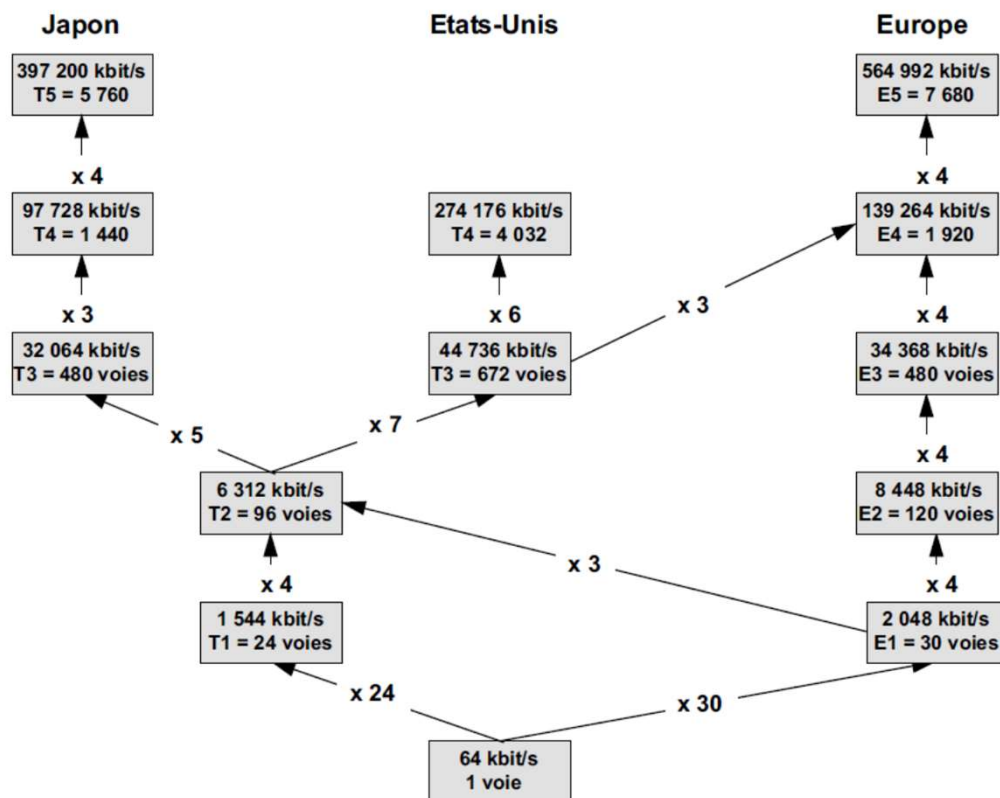 Japon
Etats-Unis
Europe
397 200 kbit/s
T5 = 5 760
564 992 kbit/s
E5 = 7 680
x 4
x 4
97 728 kbit/s
T4 = 1 440
274 176 kbit/s
T4 = 4 032
139 264 kbit/s
E4 = 1 920
x 3
x 6
x 3
x 4
32 064 kbit/s
T3 = 480 voies
44 736 kbit/s
T3 = 672 voies
34 368 kbit/s
E3 = 480 voies
x 5
x 7
x 4
6 312 kbit/s
T2 = 96 voies
8 448 kbit/s
E2 = 120 voies
x 4
x 3
x 4
1 544 kbit/s
T1 = 24 voies
2 048 kbit/s
E1 = 30 voies
x 24
x 30
64 kbit/s
1 voie